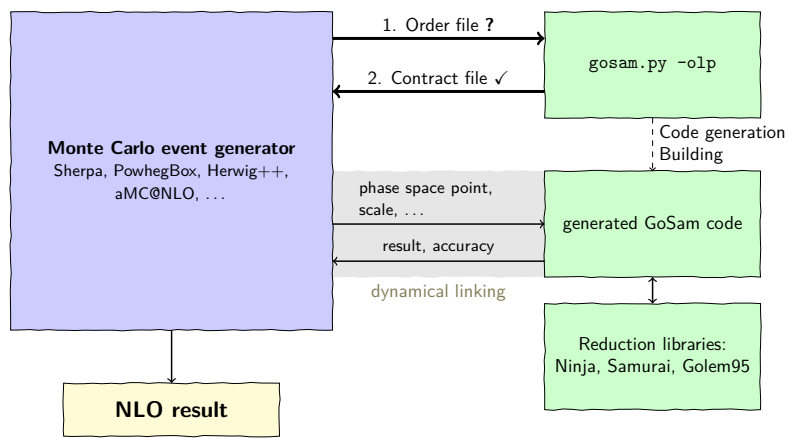 1. Order file ?
gosam.py -olp
2. Contract file ✓
Code generation
Building
Monte Carlo event generator
Sherpa, PowhegBox, Herwig++,
aMC@NLO, ...
phase space point,
scale, ...
generated GoSam code
result, accuracy
dynamical linking
Reduction libraries:
Ninja, Samurai, Golem95
NLO result